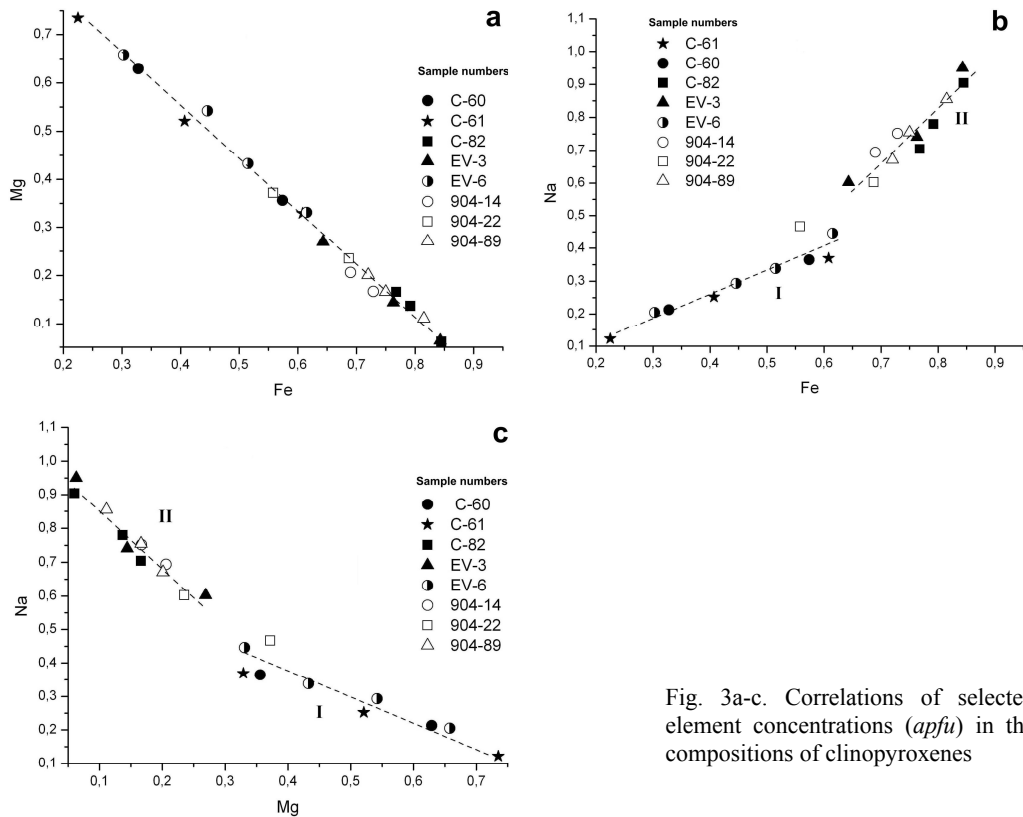 a
Mg
0,7
0,6
0,5
0,4
0,3
0,2
0,1
0,2 0,3 0,4 0,5 0,6 0,7 0,8 0,9
Fe
Sample numbers
C-60
C-61
C-82
EV-3
EV-6
904-14
904-22
904-89
b
Na
1,1
1,0
0,9
0,8
0,7
0,6
0,5
0,4
0,3
0,2
0,1
0,2 0,3 0,4 0,5 0,6 0,7 0,8 0,9
Fe
Sample numbers
C-61
C-60
C-82
EV-3
EV-6
904-14
904-22
904-89
II
I
c
Na
1,1
1,0
0,9
0,8
0,7
0,6
0,5
0,4
0,3
0,2
0,1
0,1 0,2 0,3 0,4 0,5 0,6 0,7
Mg
Sample numbers
C-60
C-61
C-82
EV-3
EV-6
904-14
904-22
904-89
II
I
Fig. 3a-c. Correlations of selecte
element concentrations (apfu) in th
compositions of clinopyroxenes